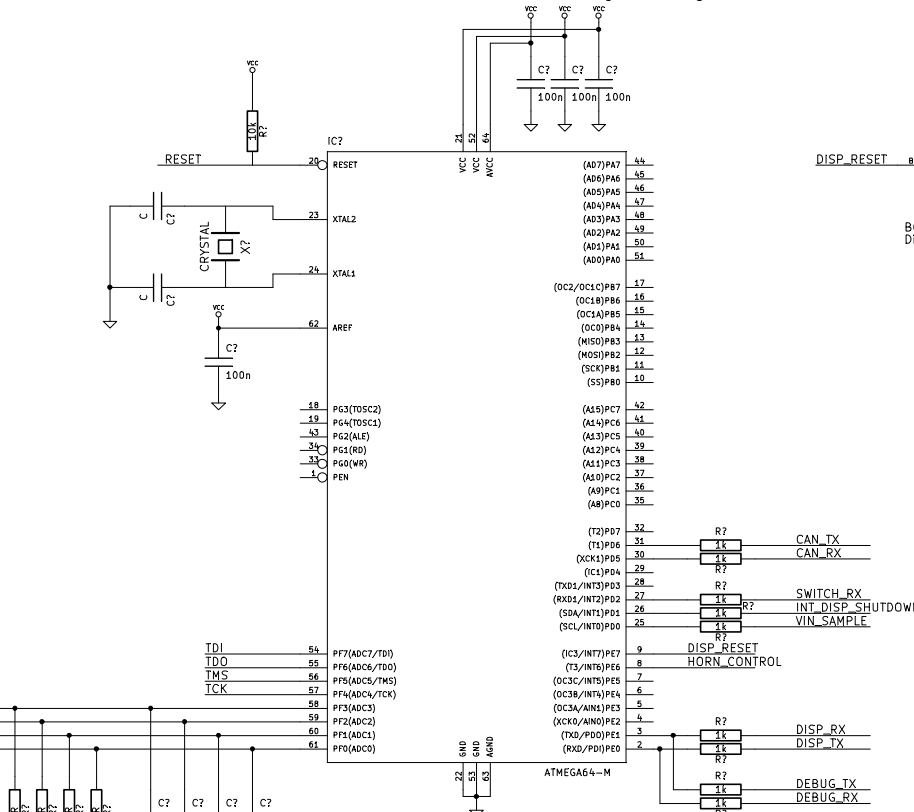 VCC VCC VCC
C? C? C?
100n 100n 100n
VCC
10k
R?
21 52 64
IC?
VCC VCC AVCC
RESET 20 RESET (AD7)PA7 44 DISP_RESET 8
(AD6)PA6 45
(AD5)PA5 46
(AD4)PA4 47
C C? 23 XTAL2 (AD3)PA3 48
(AD2)PA2 49
CRYSTAL X? (AD1)PA1 50
(AD0)PA0 51
C C? 24 XTAL1
(OC2/OC1C)PB7 17
(OC1B)PB6 16
VCC (OC1A)PB5 15
62 AREF (OC0)PB4 14
(MISO)PB3 13
C? (MOSI)PB2 12
100n (SCK)PB1 11
(SS)PB0 10
18 PG3(TOSC2) (A15)PC7 42
19 PG4(TOSC1) (A14)PC6 41
43 PG2(ALE) (A13)PC5 40
34 PG1(RD) (A12)PC4 39
33 PG0(WR) (A11)PC3 38
1 PEN (A10)PC2 37
(A9)PC1 36
(A8)PC0 35
(T2)PD7 32 R?
(T1)PD6 31 1k CAN_TX
(XCK1)PD5 30 1k CAN_RX
(IC1)PD4 29 R?
(TXD1/INT3)PD3 28 R?
(RXD1/INT2)PD2 27 1k SWITCH_RX
(SDA/INT1)PD1 26 1k R? INT_DISP_SHUTDOWN
(SCL/INT0)PD0 25 1k VIN_SAMPLE
R?
TDI 54 PF7(ADC7/TDI) (IC3/INT7)PE7 9 DISP_RESET
TDO 55 PF6(ADC6/TDO) (T3/INT6)PE6 8 HORN_CONTROL
TMS 56 PF5(ADC5/TMS) (OC3C/INT5)PE5 7
TCK 57 PF4(ADC4/TCK) (OC3B/INT4)PE4 6
58 PF3(ADC3) (OC3A/AIN1)PE3 5
59 PF2(ADC2) (XCK0/AIN0)PE2 4 R?
60 PF1(ADC1) (TXD/PDO)PE1 3 1k DISP_RX
61 PF0(ADC0) (RXD/PDI)PE0 2 1k DISP_TX
R?
GND GND AGND
22 53 63
ATMEGA64-M
R?
1k DEBUG_TX
1k DEBUG_RX
R?
R R? R R? R R? R R? C? C? C? C?